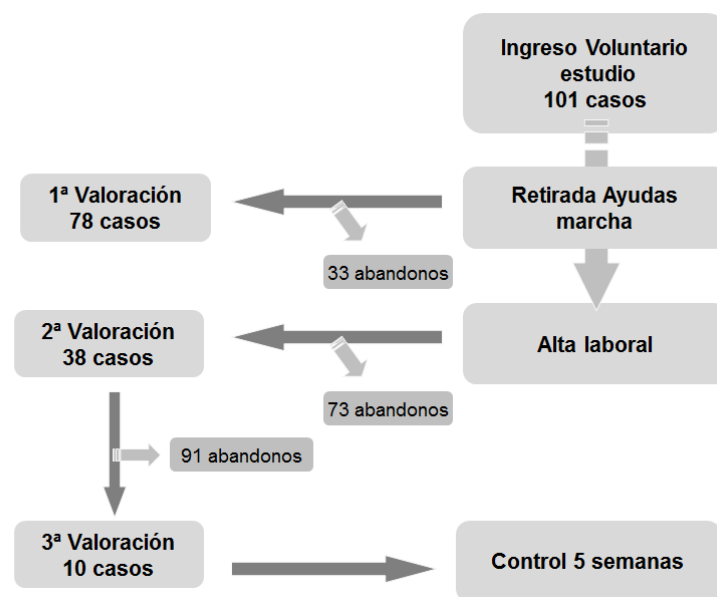 Ingreso Voluntario
estudio
101 casos
1ª Valoración
78 casos
Retirada Ayudas
marcha
33 abandonos
2ª Valoración
38 casos
Alta laboral
73 abandonos
91 abandonos
3ª Valoración
10 casos
Control 5 semanas